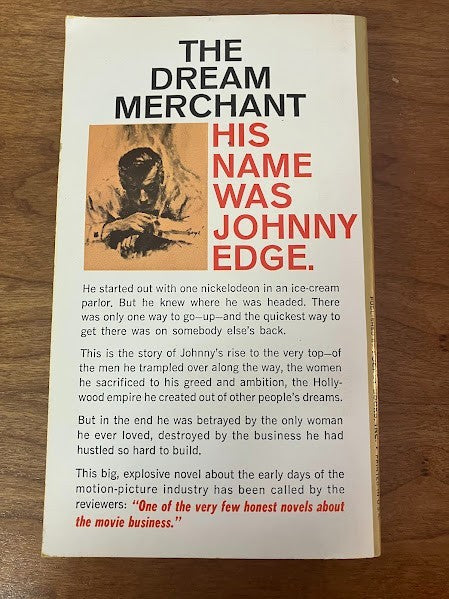 THE
DREAM
MERCHANT
HIS
NAME
WAS
JOHNNY
EDGE.
He started out with one nickelodeon in an ice-cream
parlor. But he knew where he was headed. There
was only one way to go—up—and the quickest way to
get there was on somebody else's back.
This is the story of Johnny's rise to the very top—of
the men he trampled over along the way, the women
he sacrificed to his greed and ambition, the Holly-
wood empire he created out of other people's dreams.
But in the end he was betrayed by the only woman
he ever loved, destroyed by the business he had
hustled so hard to build.
This big, explosive novel about the early days of the
motion-picture industry has been called by the
reviewers: "One of the very few honest novels about
the movie business."